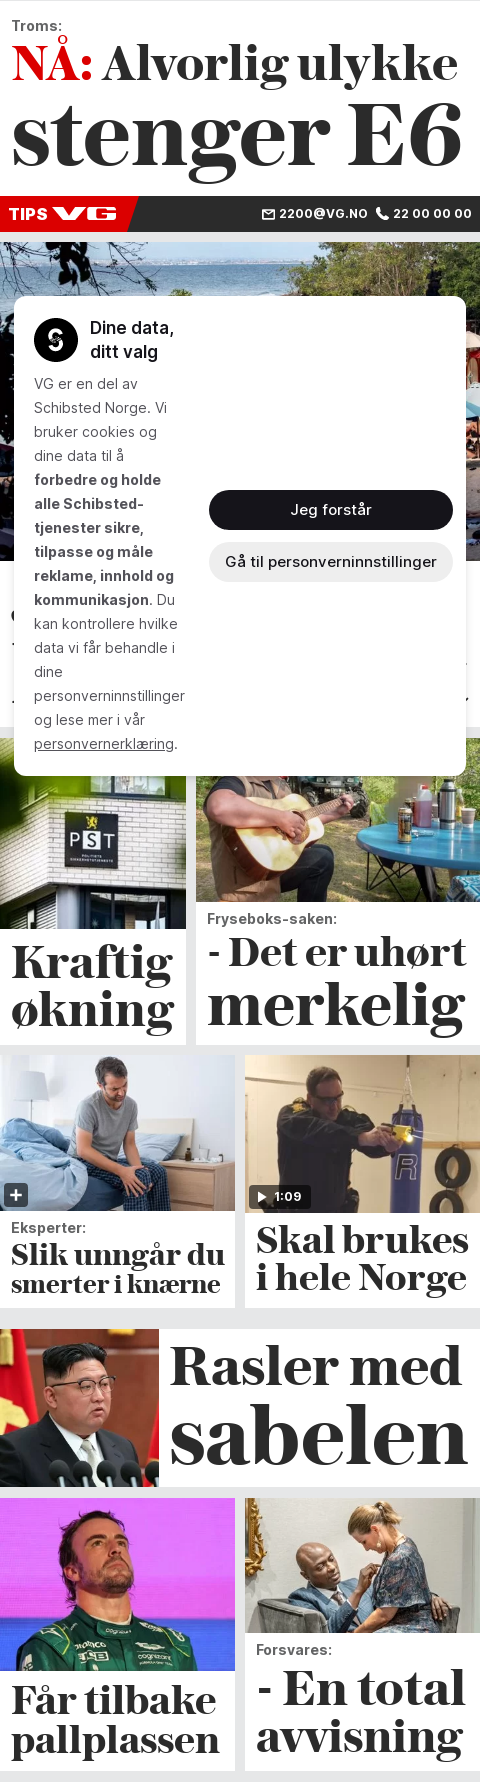 Troms:
NÅ: Alvorlig ulykke
stenger E6
TIPS VG
2200@VG.NO 22 00 00 00
Dine data,
ditt valg
VG er en del av
Schibsted Norge. Vi
bruker cookies og
dine data til å
forbedre og holde
alle Schibsted-
tjenester sikre,
tilpasse og måle
reklame, innhold og
kommunikasjon. Du
kan kontrollere hvilke
data vi får behandle i
dine
personverninnstillinger
og lese mer i vår
personvernerklæring.
Jeg forstår
Gå til personverninnstillinger
PST
Kraftig
økning
Fryseboks-saken:
- Det er uhørt
merkelig
Eksperter:
Slik unngår du
smerter i knærne
1:09
R
Skal brukes
i hele Norge
Rasler med
sabelen
Får tilbake
pallplassen
Forsvares:
- En total
avvisning